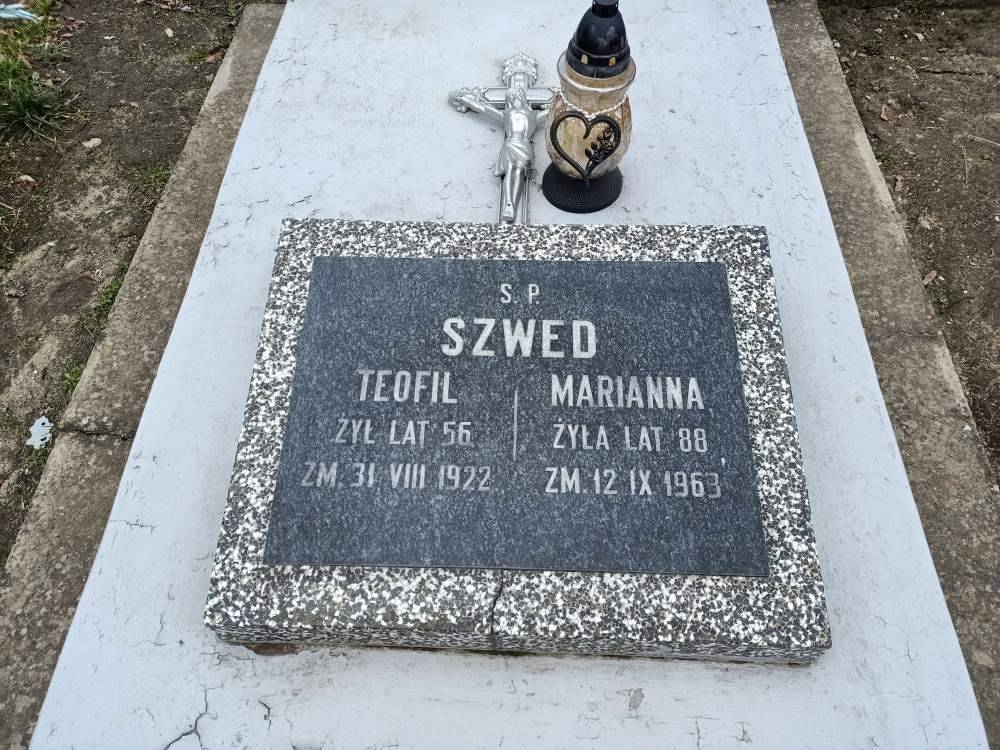 Ś. P.
SZWED
TEOFIL
ŻYŁ LAT 56
ZM. 31 VIII 1922
MARIANNA
ŻYŁA LAT 88
ZM. 12 IX 1963